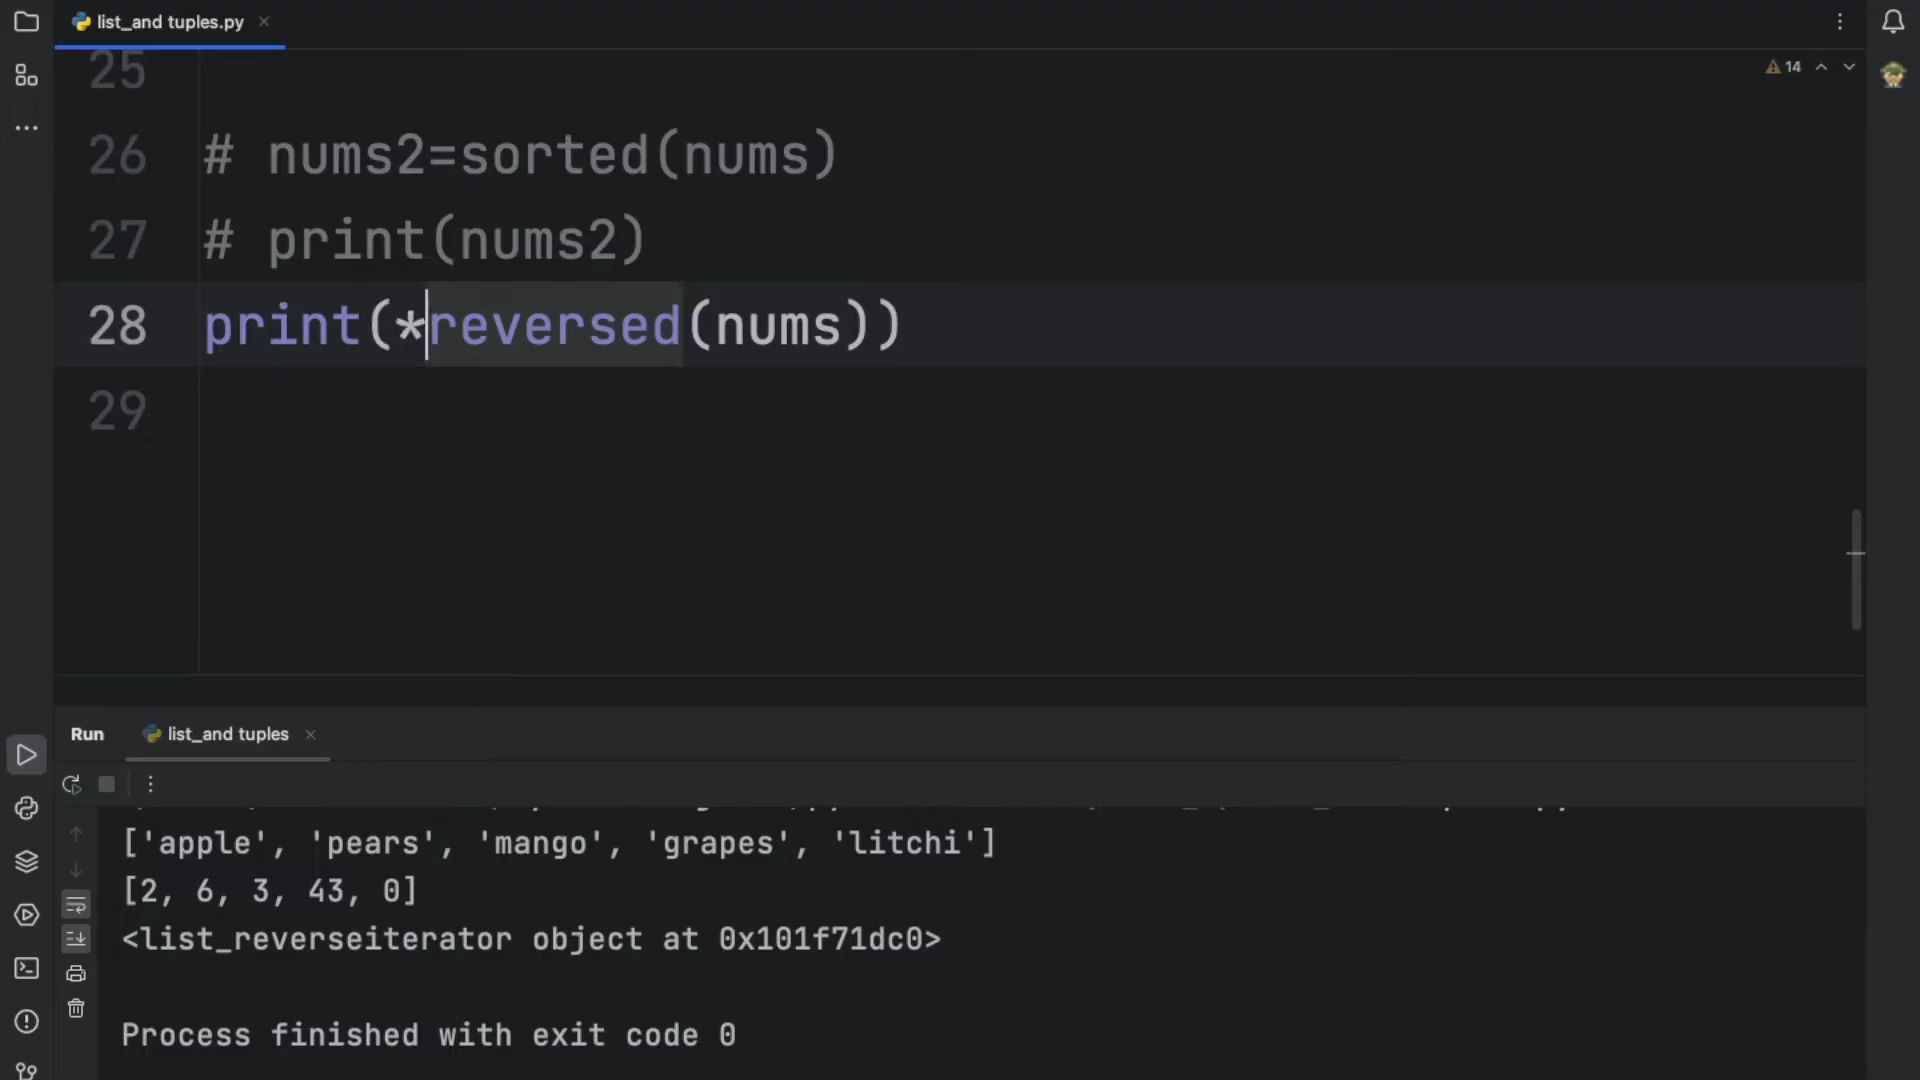 list_and tuples.py
14
25
26 # nums2=sorted(nums)
27 # print(nums2)
28 print(*reversed(nums))
29
Run list_and tuples
['apple', 'pears', 'mango', 'grapes', 'litchi']
[2, 6, 3, 43, 0]
<list_reverseiterator object at 0x101f71dc0>
Process finished with exit code 0